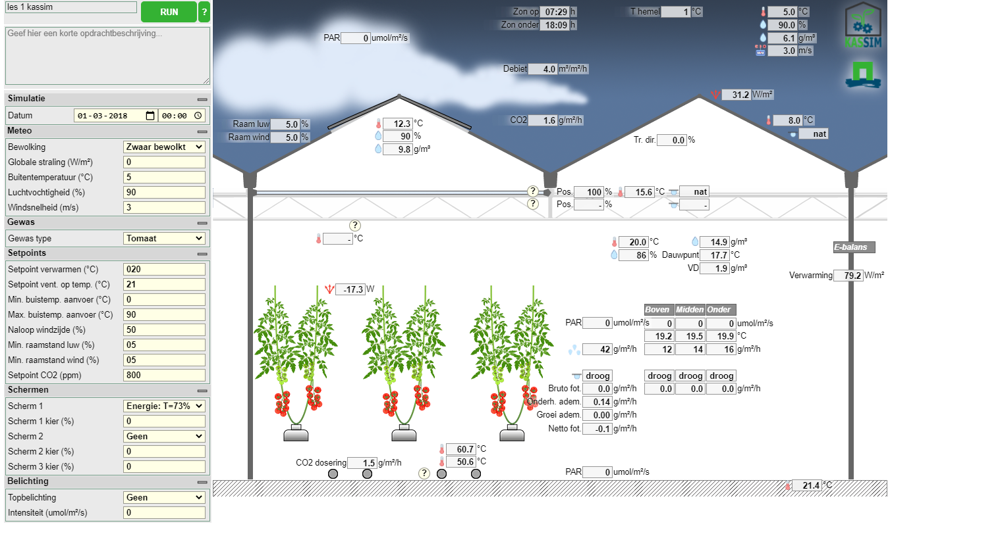 les 1 kassim
RUN
?
Geef hier een korte opdrachtbeschrijving...
Simulatie
Datum 01-03-2018 00:00
Meteo
Bewolking Zwaar bewolkt
Globale straling (W/m²) 0
Buitentemperatuur (°C) 5
Luchtvochtigheid (%) 90
Windsnelheid (m/s) 3
Gewas
Gewas type Tomaat
Setpoints
Setpoint verwarmen (°C) 020
Setpoint vent. op temp. (°C) 21
Min. buistemp. aanvoer (°C) 0
Max. buistemp. aanvoer (°C) 90
Naloop windzijde (%) 50
Min. raamstand luw (%) 05
Min. raamstand wind (%) 05
Setpoint CO2 (ppm) 800
Schermen
Scherm 1 Energie: T=73%
Scherm 1 kier (%) 0
Scherm 2 Geen
Scherm 2 kier (%) 0
Scherm 3 kier (%) 0
Belichting
Topbelichting Geen
Intensiteit (umol/m²/s) 0
Zon op 07:29 h
Zon onder 18:09 h
T hemel 1 °C
5.0 °C
90.0 %
6.1 g/m³
3.0 m/s
KASSIM
PAR 0 umol/m²/s
Debiet 4.0 m³/m²/h
31.2 W/m²
Raam luw 5.0 %
Raam wind 5.0 %
12.3 °C
90 %
9.8 g/m³
CO2 1.6 g/m²/h
8.0 °C
nat
Tr. dir. 0.0 %
? Pos. 100 % 15.6 °C nat
? Pos. - % -
?
- °C
20.0 °C 14.9 g/m³
86 % Dauwpunt 17.7 °C
VD 1.9 g/m³
E-balans
Verwarming 79.2 W/m²
-17.3 W
Boven Midden Onder
PAR 0 umol/m²/s 0 0 0 umol/m²/s
19.2 19.5 19.9 °C
42 g/m²/h 12 14 16 g/m²/h
droog droog droog droog
Bruto fot. 0.0 g/m²/h 0.0 0.0 0.0 g/m²/h
Onderh. adem. 0.14 g/m²/h
Groei adem. 0.00 g/m²/h
Netto fot. -0.1 g/m²/h
60.7 °C
CO2 dosering 1.5 g/m²/h 50.6 °C
? PAR 0 umol/m²/s
21.4 °C